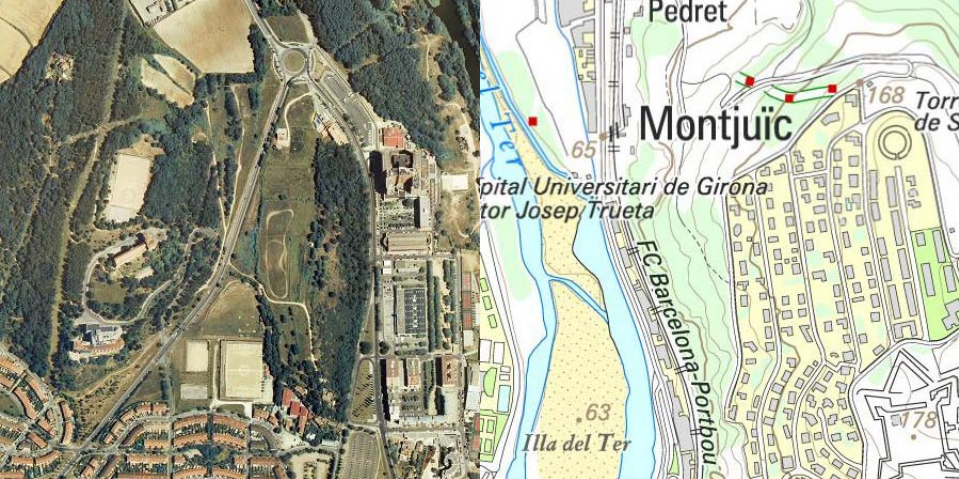 Pedret
168
Montjuïc
Torr
de S
65
l Ter
pital Universitari de Girona
tor Josep Trueta
FC Barcelona-Portbou
63
178
Illa del Ter